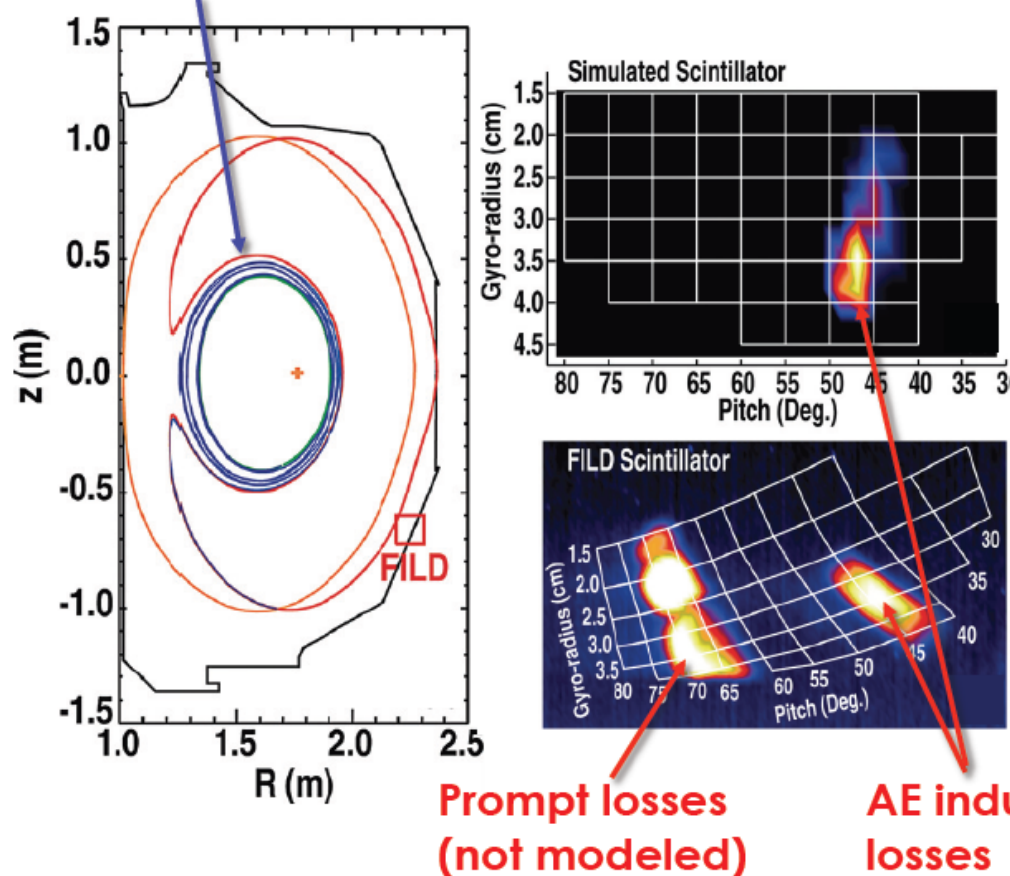 1.5
1.0
0.5
0.0
-0.5
-1.0
-1.5
z (m)
1.0 1.5 2.0 2.5
R (m)
FILD
Simulated Scintillator
1.5
2.0
2.5
3.0
3.5
4.0
4.5
Gyro-radius (cm)
80 75 70 65 60 55 50 45 40 35 30
Pitch (Deg.)
FILD Scintillator
1.5
2.0
2.5
3.0
3.5
Gyro-radius (cm)
80 75 70 65 60 55 50 45 40 35 30
Pitch (Deg.)
Prompt losses
(not modeled)
AE indu
losses